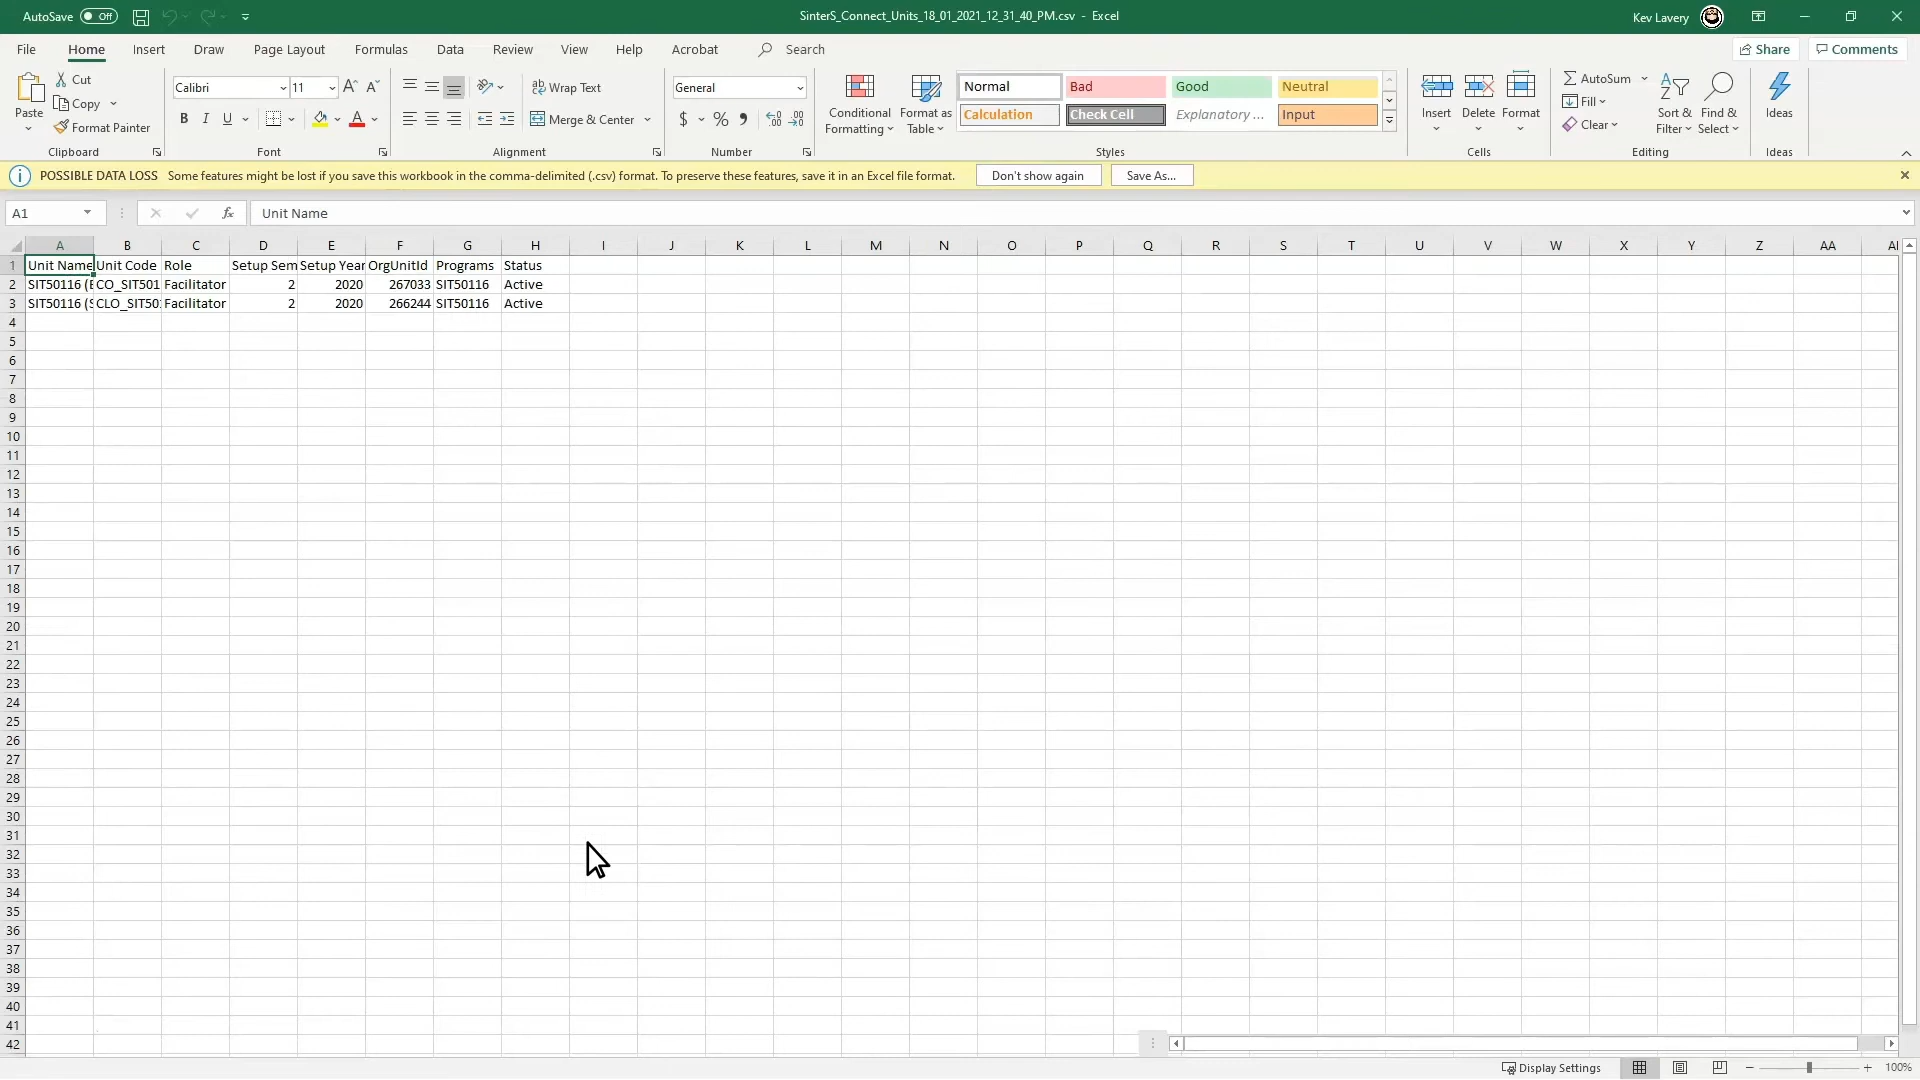 AutoSave Off
SinterS_Connect_Units_18_01_2021_12_31_40_PM.csv - Excel
Kev Lavery
File Home Insert Draw Page Layout Formulas Data Review View Help Acrobat Search
Share Comments
Paste
Cut
Copy
Format Painter
Clipboard
Calibri 11
B I U
Font
Wrap Text
Merge & Center
Alignment
General
$ %
Number
Conditional Formatting
Format as Table
Normal Bad Good Neutral
Calculation Check Cell Explanatory ... Input
Styles
Insert Delete Format
Cells
AutoSum
Fill
Clear
Sort & Filter
Find & Select
Editing
Ideas
Ideas
POSSIBLE DATA LOSS Some features might be lost if you save this workbook in the comma-delimited (.csv) format. To preserve these features, save it in an Excel file format. Don't show again Save As...
A1 fx Unit Name
A B C D E F G H I J K L M N O P Q R S T U V W X Y Z AA
1 Unit Name Unit Code Role Setup Sem Setup Year OrgUnitId Programs Status
2 SIT50116 ( CO_SIT501 Facilitator 2 2020 267033 SIT50116 Active
3 SIT50116 ( CLO_SIT50 Facilitator 2 2020 266244 SIT50116 Active
4
5
6
7
8
9
10
11
12
13
14
15
16
17
18
19
20
21
22
23
24
25
26
27
28
29
30
31
32
33
34
35
36
37
38
39
40
41
42
Display Settings 100%